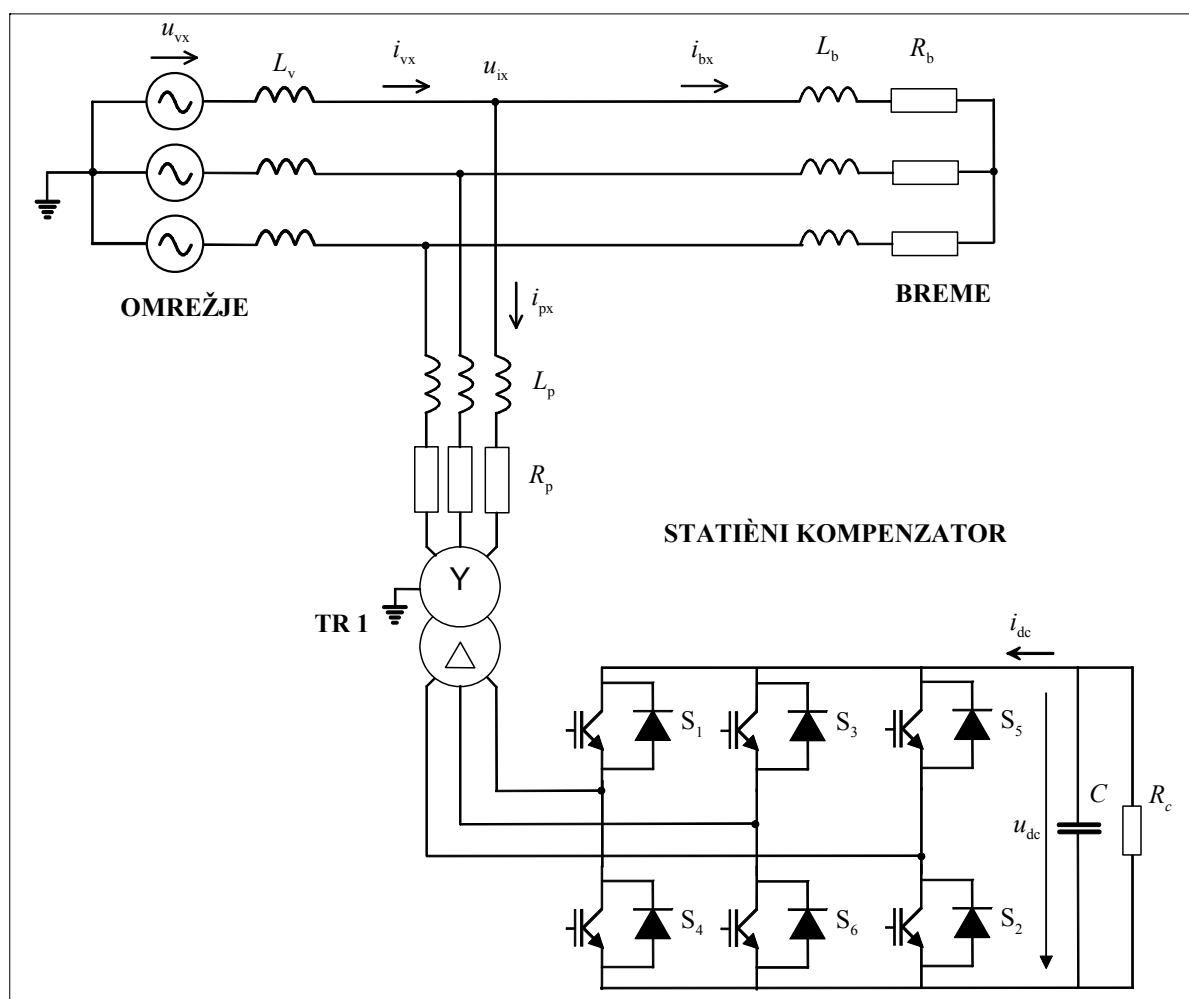 u_vx
L_v
i_vx
u_ix
i_bx
L_b
R_b
OMREŽJE
BREME
i_px
L_p
R_p
STATIÈNI KOMPENZATOR
Y
TR 1
△
i_dc
S_1
S_3
S_5
C
R_c
u_dc
S_4
S_6
S_2